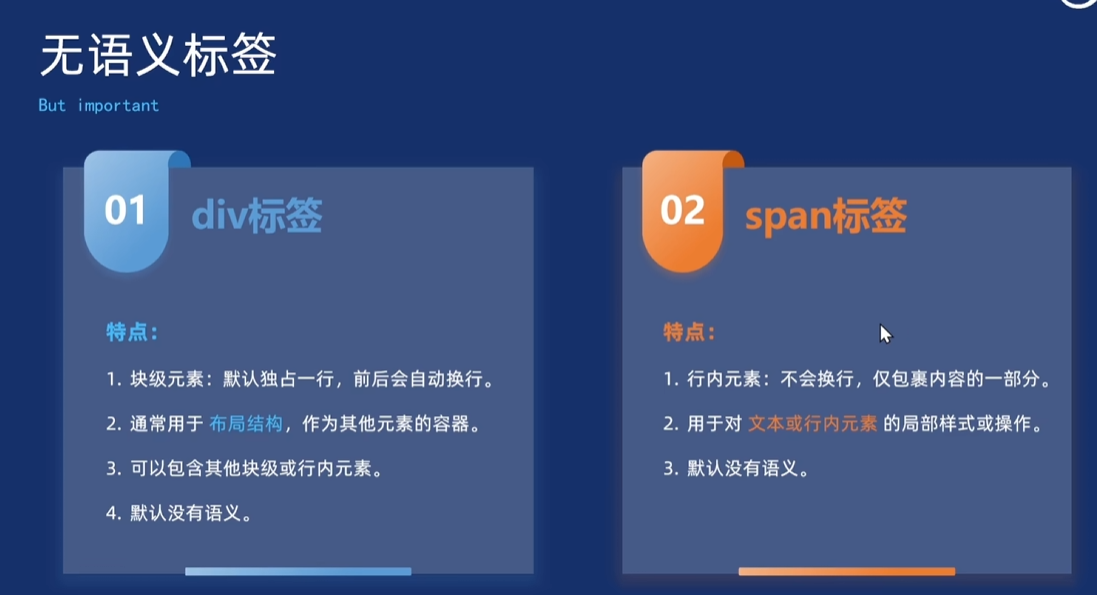 无语义标签
But important
01
div标签
特点：
1. 块级元素：默认独占一行，前后会自动换行。
2. 通常用于 布局结构，作为其他元素的容器。
3. 可以包含其他块级或行内元素。
4. 默认没有语义。
02
span标签
特点：
1. 行内元素：不会换行，仅包裹内容的一部分。
2. 用于对 文本或行内元素 的局部样式或操作。
3. 默认没有语义。